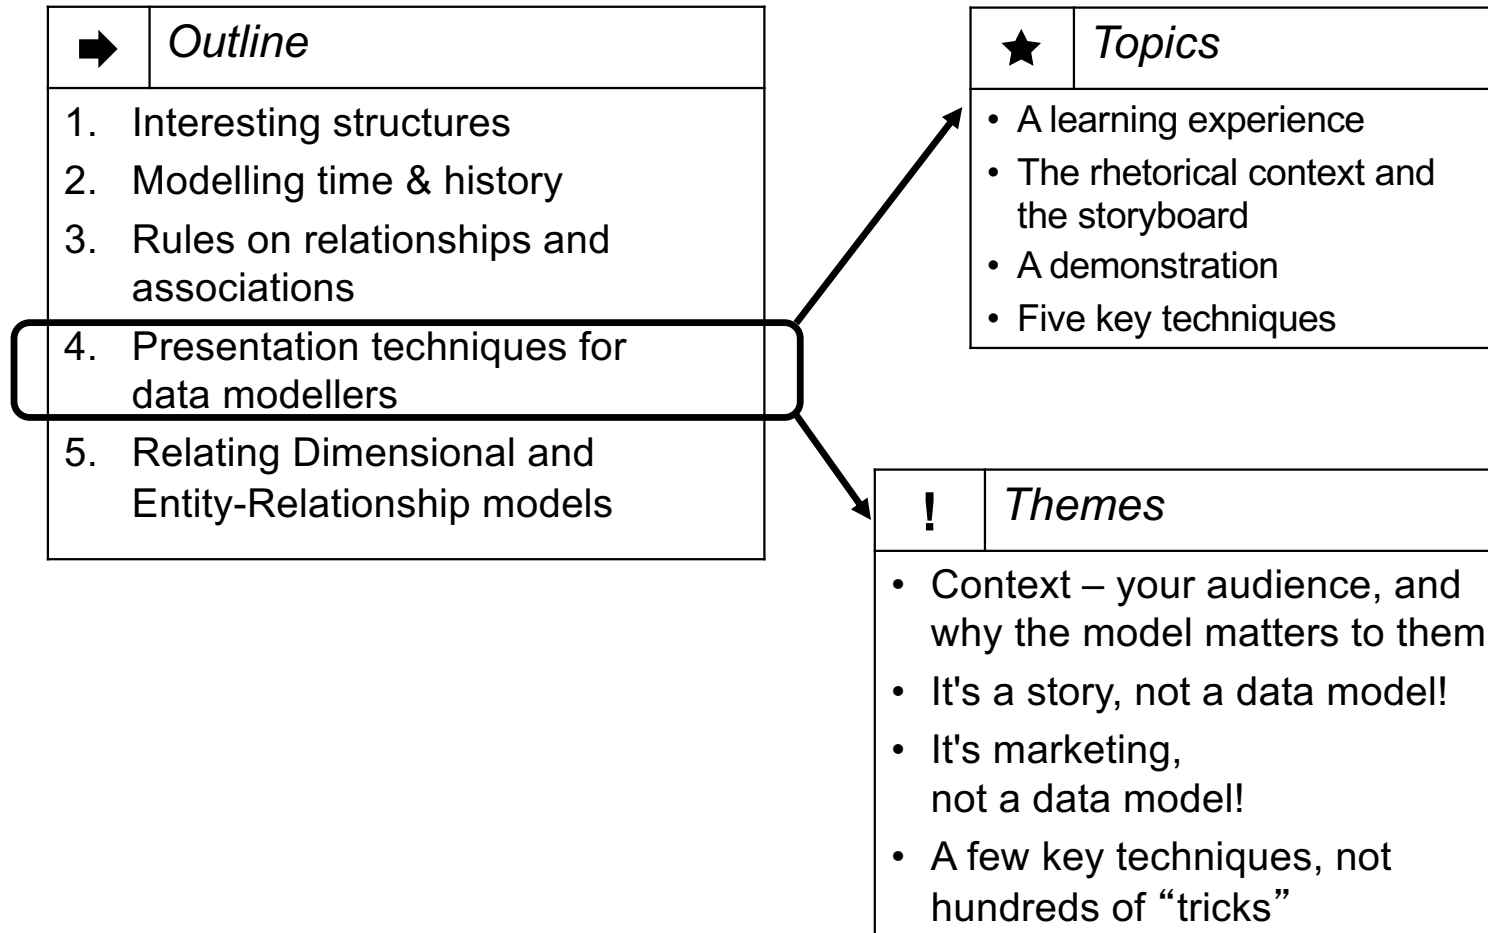 Outline
1. Interesting structures
2. Modelling time & history
3. Rules on relationships and
associations
4. Presentation techniques for
data modellers
5. Relating Dimensional and
Entity-Relationship models
Topics
• A learning experience
• The rhetorical context and
the storyboard
• A demonstration
• Five key techniques
! Themes
• Context – your audience, and
why the model matters to them
• It's a story, not a data model!
• It's marketing,
not a data model!
• A few key techniques, not
hundreds of “tricks”